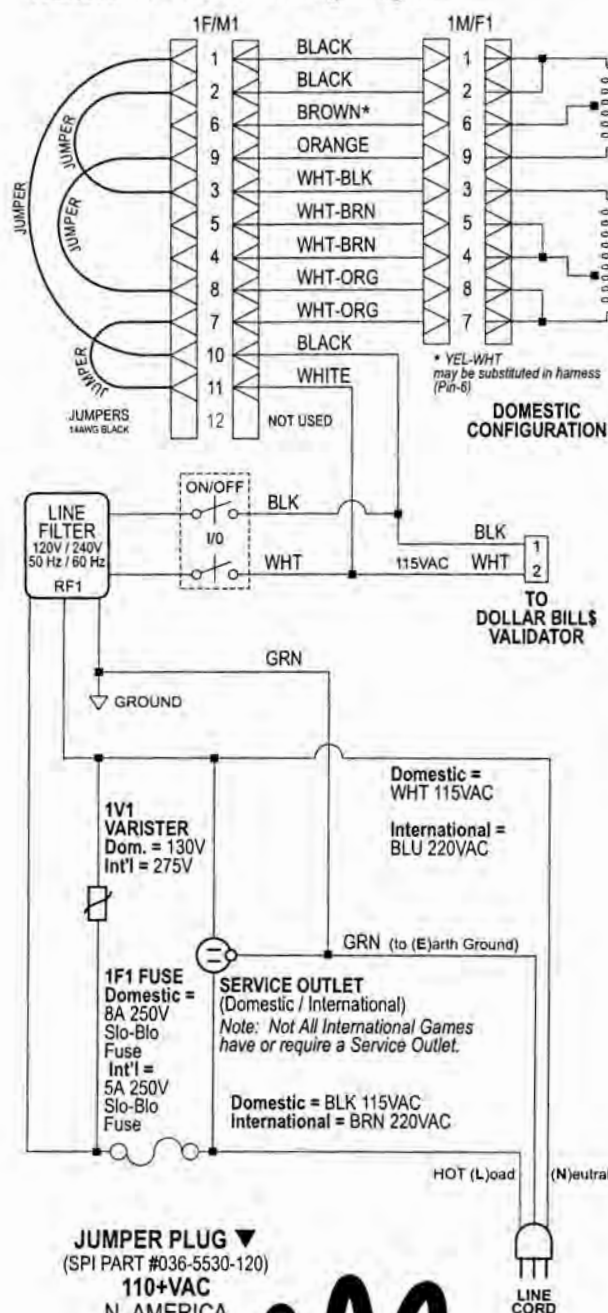 1F/M1
1M/F1
1 BLACK 1
2 BLACK 2
6 BROWN* 6
9 ORANGE 9
3 WHT-BLK 3
5 WHT-BRN 5
4 WHT-BRN 4
8 WHT-ORG 8
7 WHT-ORG 7
10 BLACK
11 WHITE
12 NOT USED
JUMPER
JUMPER
JUMPER
JUMPER
JUMPERS
14AWG BLACK
* YEL-WHT
may be substituted in harness
(Pin-6)
DOMESTIC
CONFIGURATION
LINE
FILTER
120V / 240V
50 Hz / 60 Hz
RF1
ON/OFF
I/0
BLK
WHT
115VAC
BLK 1
WHT 2
TO
DOLLAR BILL$
VALIDATOR
GRN
GROUND
Domestic =
WHT 115VAC
International =
BLU 220VAC
1V1
VARISTER
Dom. = 130V
Int'l = 275V
GRN (to (E)arth Ground)
SERVICE OUTLET
(Domestic / International)
Note: Not All International Games
have or require a Service Outlet.
1F1 FUSE
Domestic =
8A 250V
Slo-Blo
Fuse
Int'l =
5A 250V
Slo-Blo
Fuse
Domestic = BLK 115VAC
International = BRN 220VAC
HOT (L)oad
(N)eutral
LINE
CORD
JUMPER PLUG ▼
(SPI PART #036-5530-120)
110+VAC
N. AMERICA